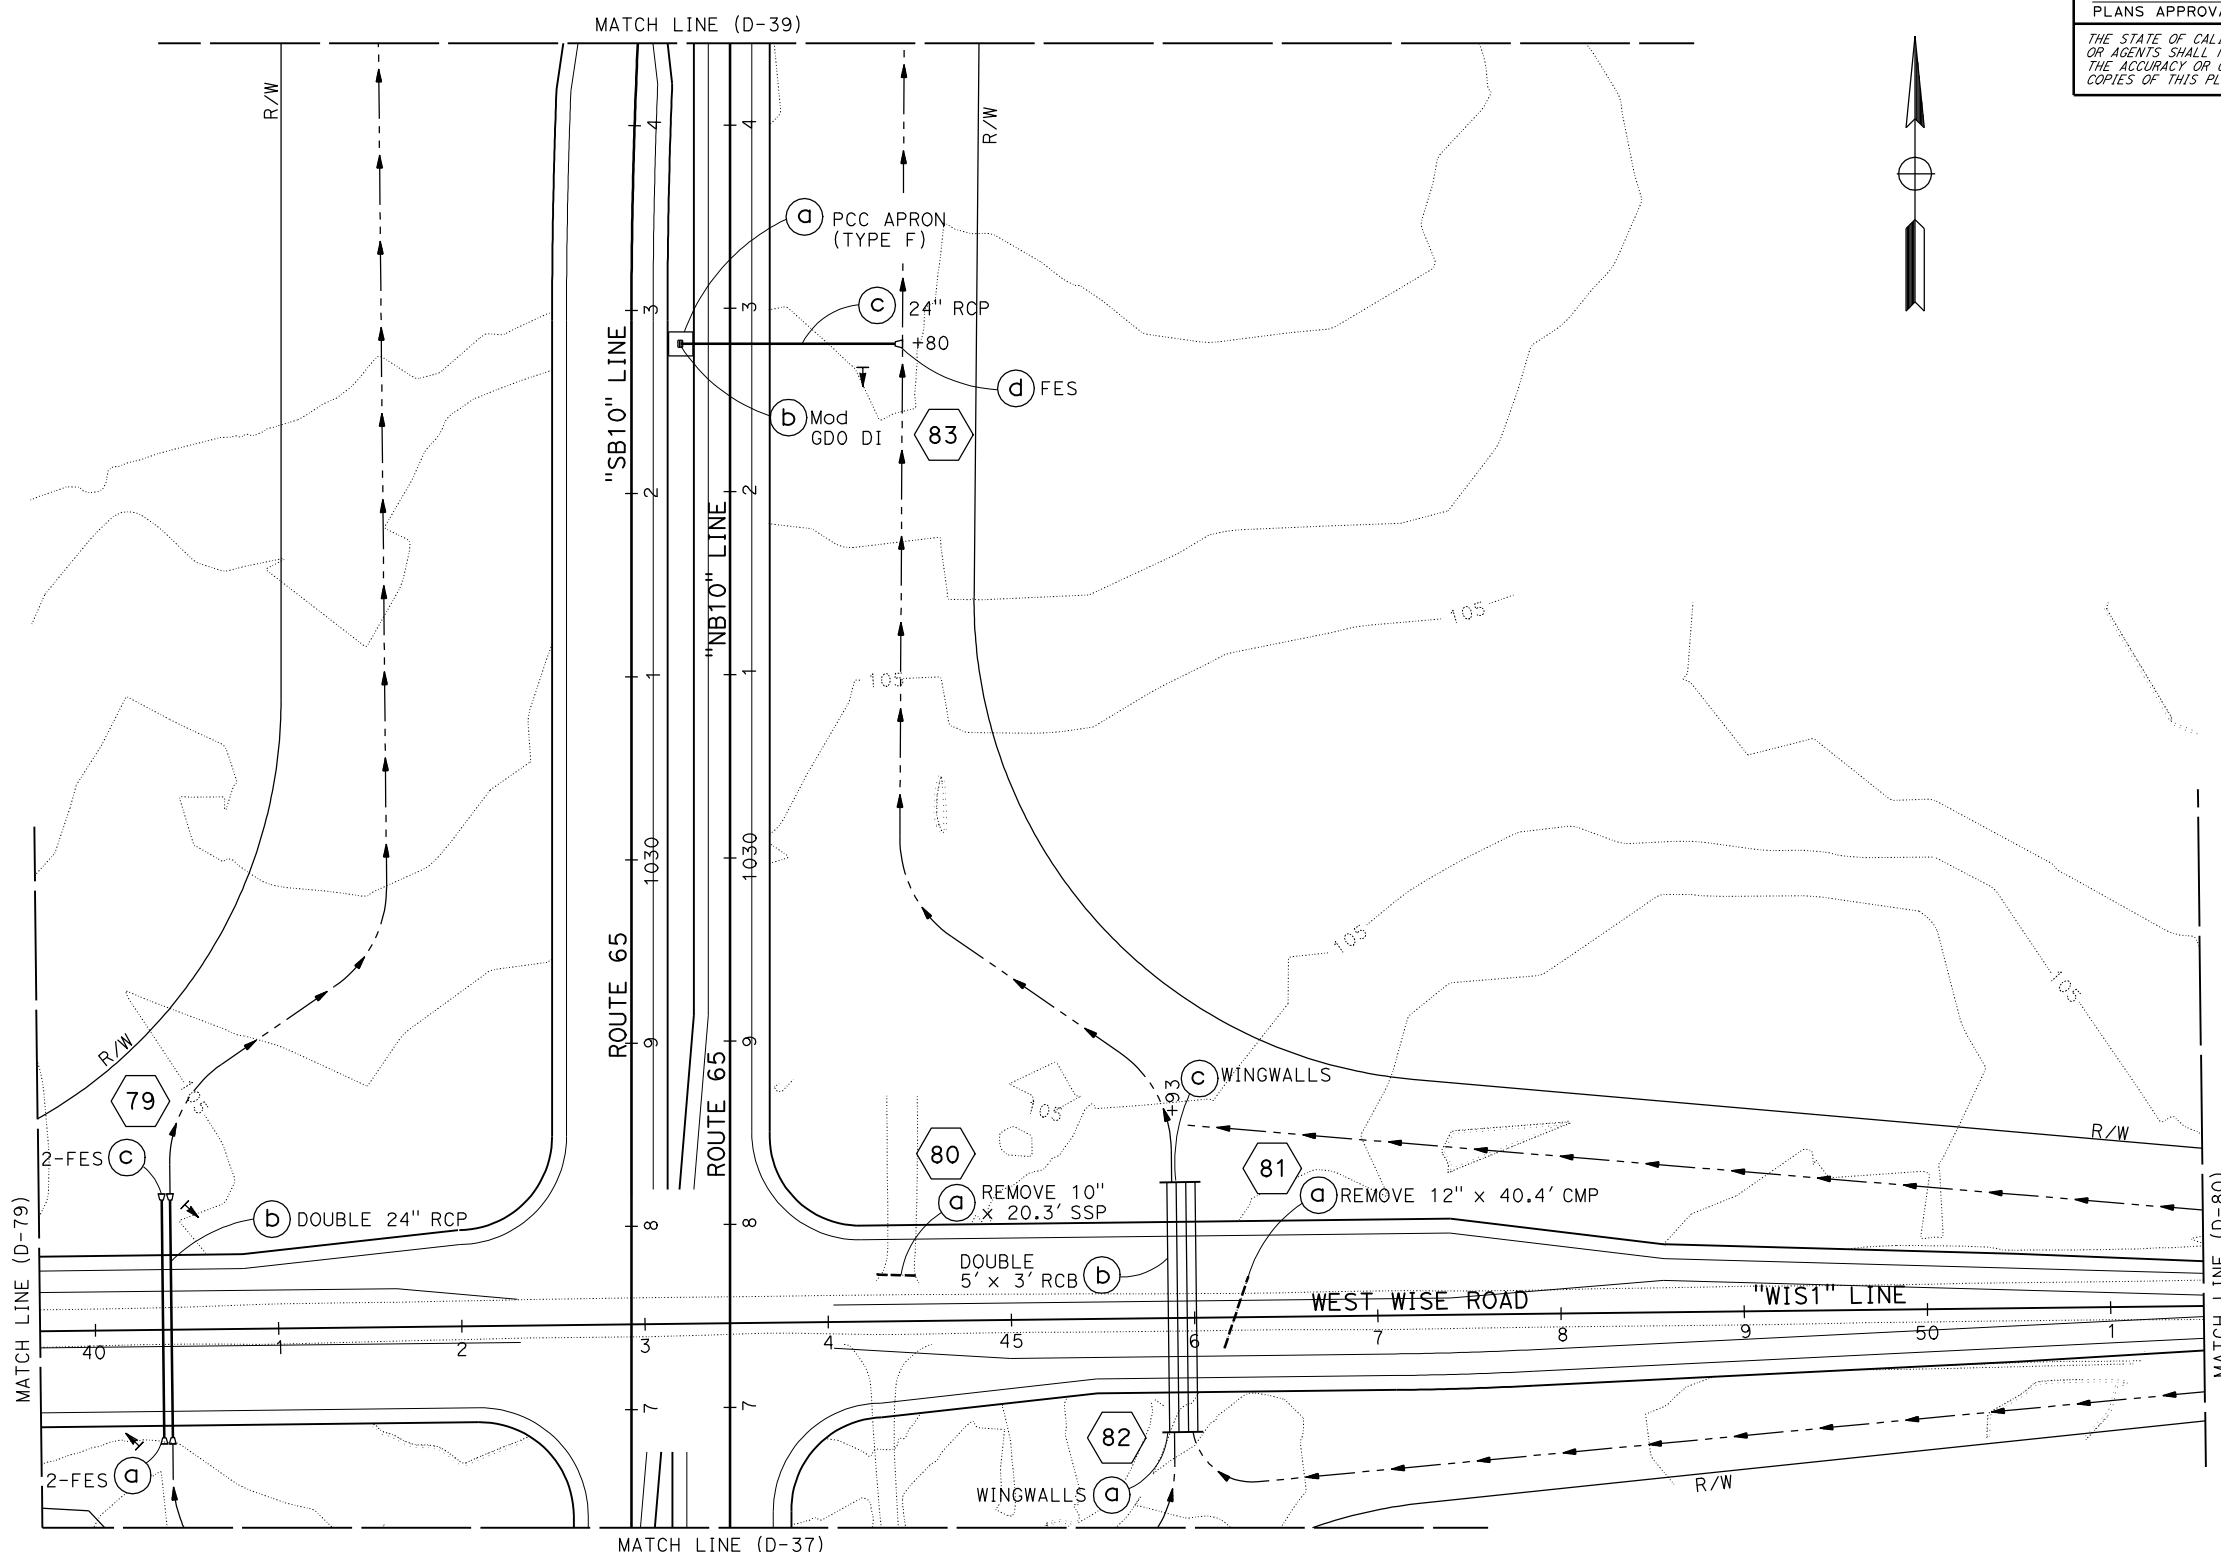 MATCH LINE (D-39)
PLANS APPROVA
THE STATE OF CALI
OR AGENTS SHALL N
THE ACCURACY OR C
COPIES OF THIS PL
R/W
R/W
4
4
a PCC APRON
(TYPE F)
c 24" RCP
3
3
+80
d FES
b Mod
GDO DI
83
"SB10" LINE
2
2
"NB10" LINE
105
1
1
105
1030
1030
105
105
ROUTE 65
9
9
ROUTE 65
R/W
79
105
c WINGWALLS
+93
105
R/W
80
81
2-FES c
a REMOVE 10"
x 20.3' SSP
a REMOVE 12" x 40.4' CMP
b DOUBLE 24" RCP
8
8
DOUBLE
5' x 3' RCB b
MATCH LINE (D-79)
MATCH LINE (D-80)
WEST WISE ROAD
"WIS1" LINE
40
1
2
3
4
45
6
7
8
9
50
1
7
7
82
2-FES a
WINGWALLS a
R/W
MATCH LINE (D-37)